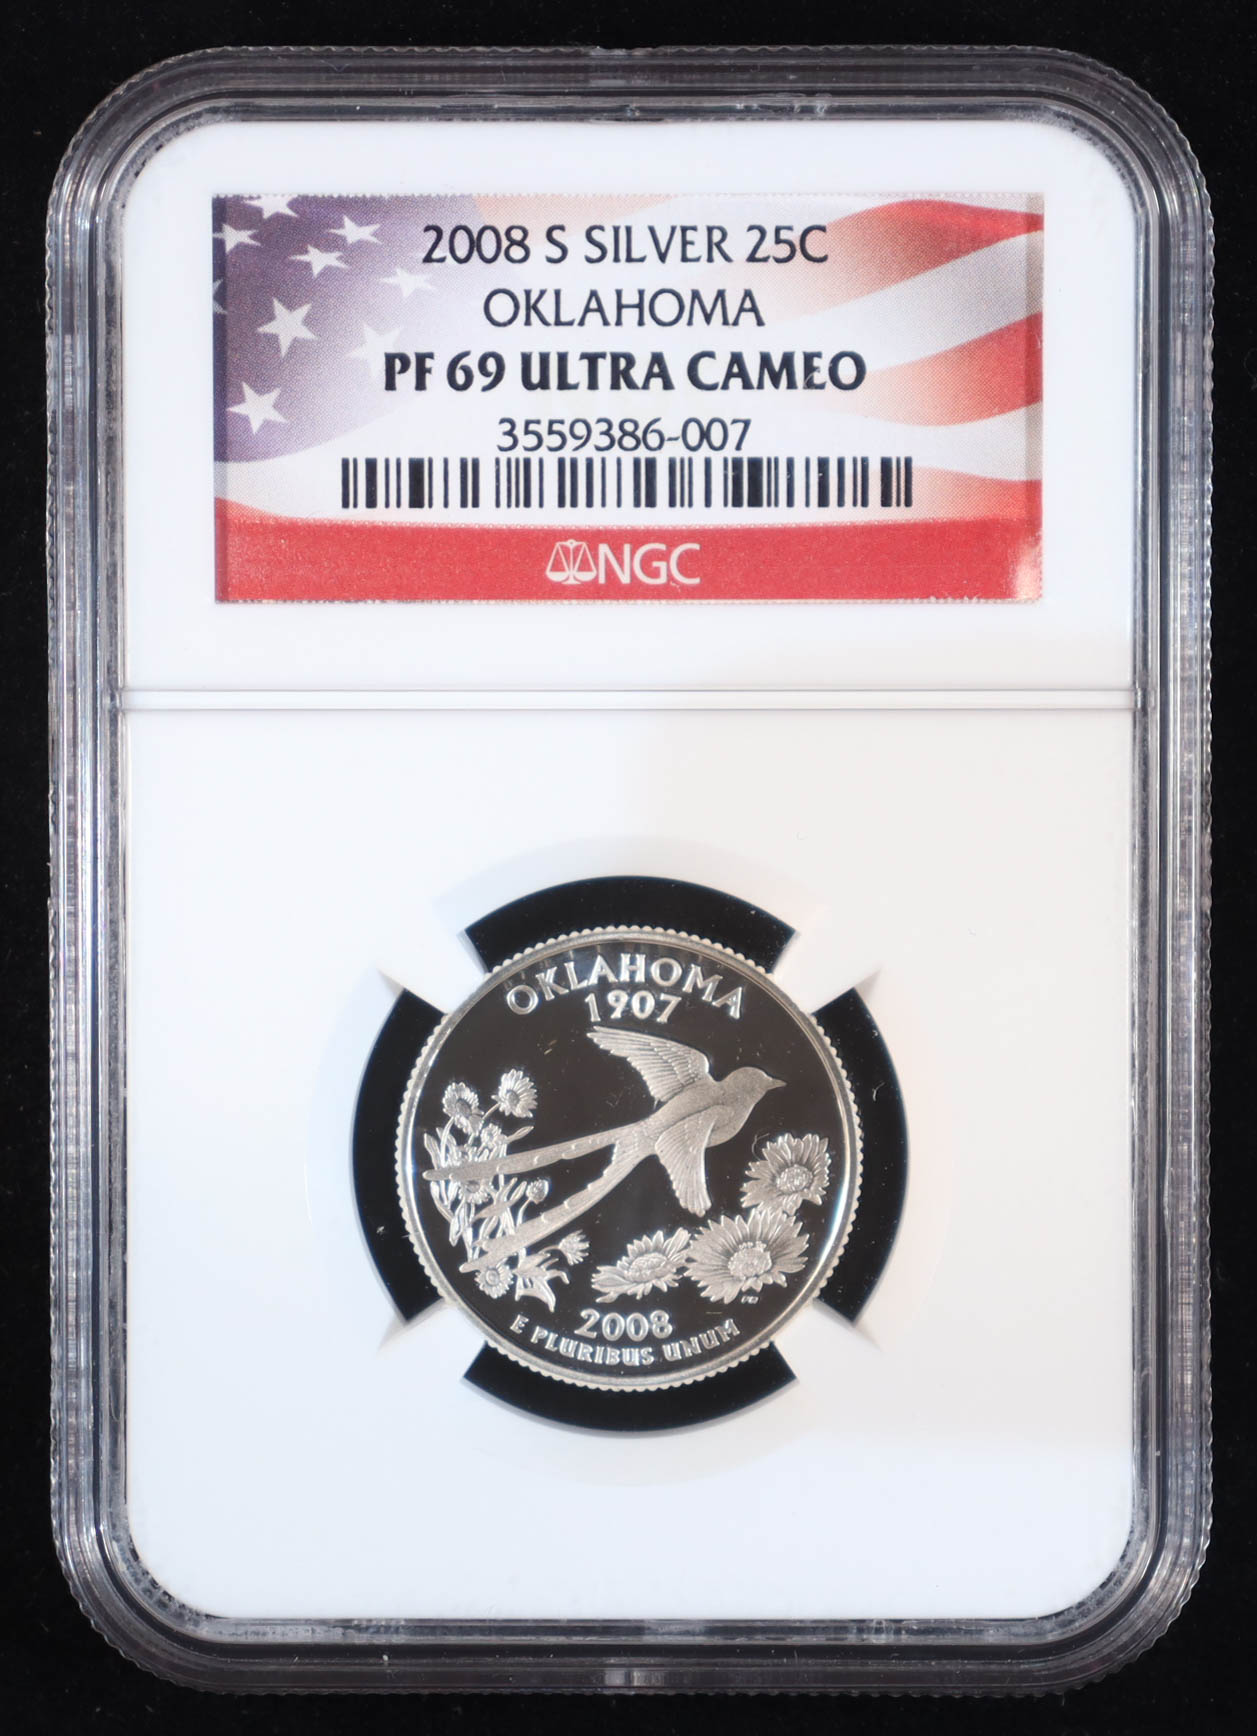 2008 S SILVER 25C
OKLAHOMA
PF 69 ULTRA CAMEO
3559386-007
NGC
OKLAHOMA
1907
2008
E PLURIBUS UNUM